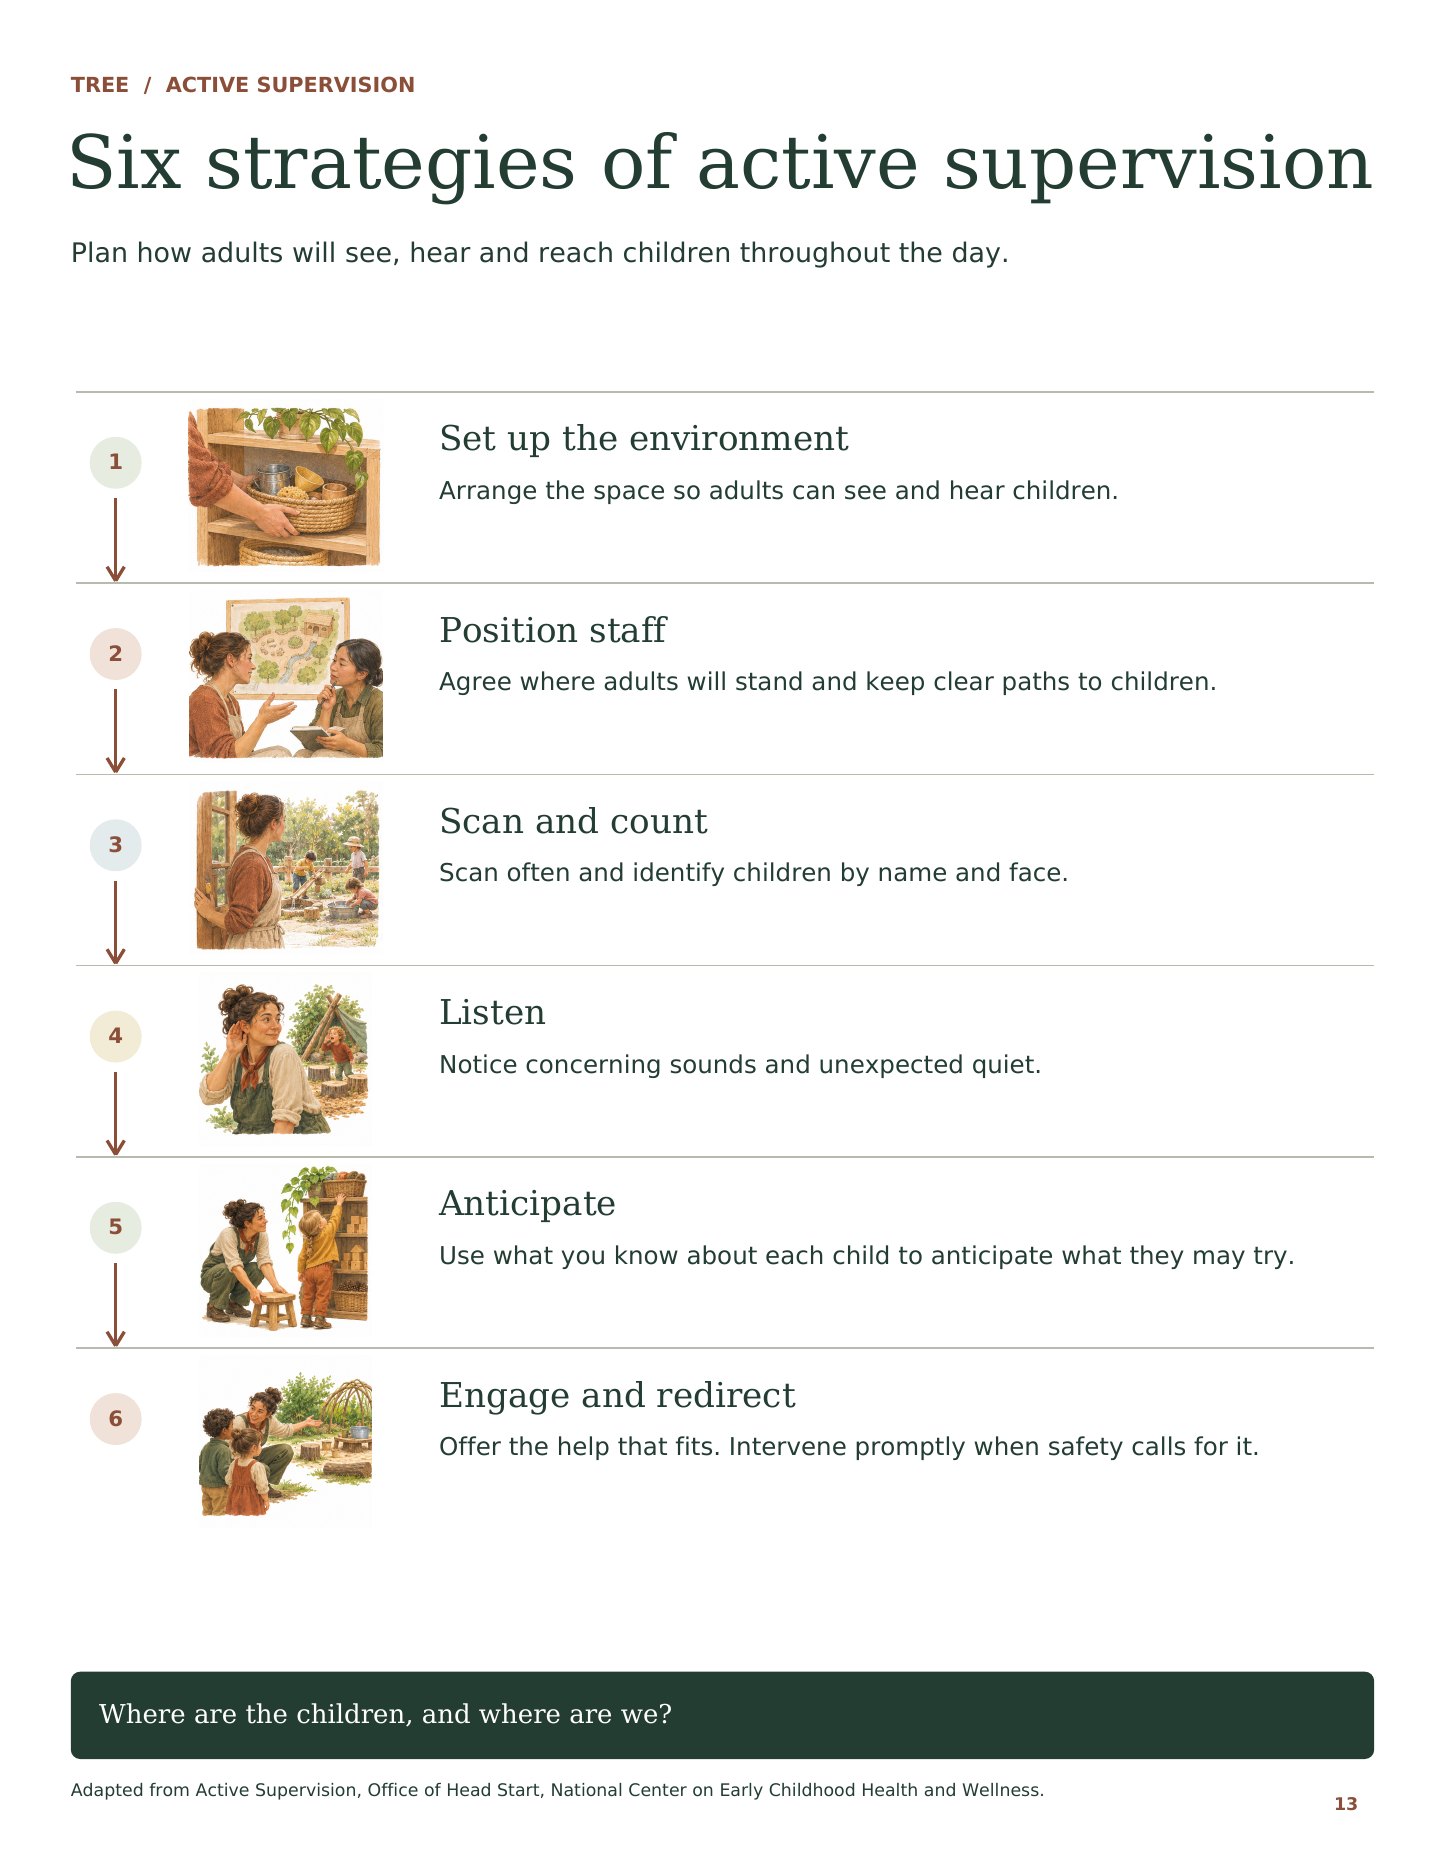 TREE / ACTIVE SUPERVISION
Six strategies of active supervision
Plan how adults will see, hear and reach children throughout the day.
1
Set up the environment
Arrange the space so adults can see and hear children.
2
Position staff
Agree where adults will stand and keep clear paths to children.
3
Scan and count
Scan often and identify children by name and face.
4
Listen
Notice concerning sounds and unexpected quiet.
5
Anticipate
Use what you know about each child to anticipate what they may try.
6
Engage and redirect
Offer the help that fits. Intervene promptly when safety calls for it.
Where are the children, and where are we?
Adapted from Active Supervision, Office of Head Start, National Center on Early Childhood Health and Wellness.
13